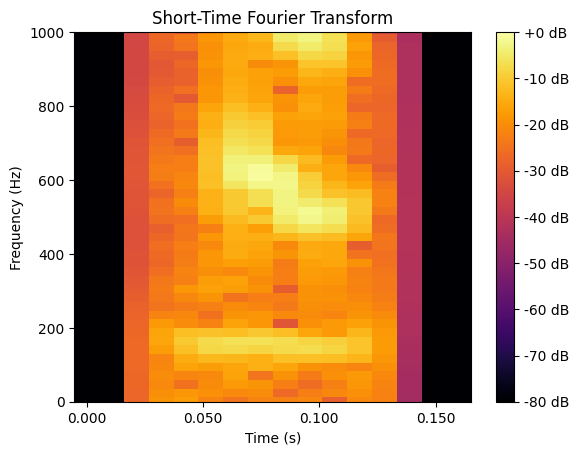 Short-Time Fourier Transform
1000
800
600
400
200
0
Frequency (Hz)
0.000
0.050
0.100
0.150
Time (s)
+0 dB
-10 dB
-20 dB
-30 dB
-40 dB
-50 dB
-60 dB
-70 dB
-80 dB